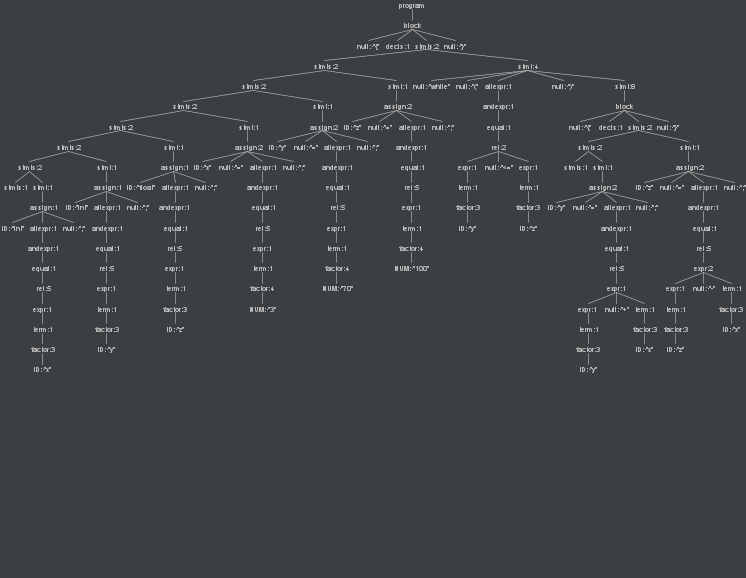 program
block
null:"{" decls:1 stmts:2 null:"}"
stmts:2 stmt:4
stmts:2 stmt:1 null:"while" null:"(" allexpr:1 null:")" stmt:8
stmts:2 stmt:1 assign:2 andexpr:1 block
stmts:2 stmt:1 assign:2 ID:"z" null:"=" allexpr:1 null:";" equal:1 null:"{" decls:1 stmts:2 null:"}"
stmts:2 stmt:1 assign:2 ID:"x" null:"=" allexpr:1 null:";" ID:"y" null:"=" allexpr:1 null:";" andexpr:1 rel:2 stmts:2 stmt:1
stmts:2 stmt:1 assign:1 andexpr:1 andexpr:1 equal:1 expr:1 null:"<=" expr:1 stmts:1 stmt:1 assign:2
stmts:1 stmt:1 assign:1 ID:"float" allexpr:1 null:";" andexpr:1 equal:1 rel:5 term:1 term:1 assign:2 ID:"z" null:"=" allexpr:1 null:";"
assign:1 ID:"int" allexpr:1 null:";" andexpr:1 equal:1 rel:5 expr:1 factor:3 factor:3 ID:"y" null:"=" allexpr:1 null:";" andexpr:1
ID:"int" allexpr:1 null:";" andexpr:1 equal:1 rel:5 expr:1 term:1 ID:"y" ID:"z" andexpr:1 equal:1
andexpr:1 equal:1 rel:5 expr:1 term:1 factor:4 equal:1 rel:5
equal:1 rel:5 expr:1 term:1 factor:4 NUM:"100" rel:5 expr:2
rel:5 expr:1 term:1 factor:4 NUM:"70" expr:1 expr:1 null:"-" term:1
expr:1 term:1 factor:3 NUM:"3" expr:1 null:"+" term:1 term:1 factor:3
term:1 factor:3 ID:"z" term:1 factor:3 factor:3 ID:"x"
factor:3 ID:"y" factor:3 ID:"x" ID:"z"
ID:"x" ID:"y"